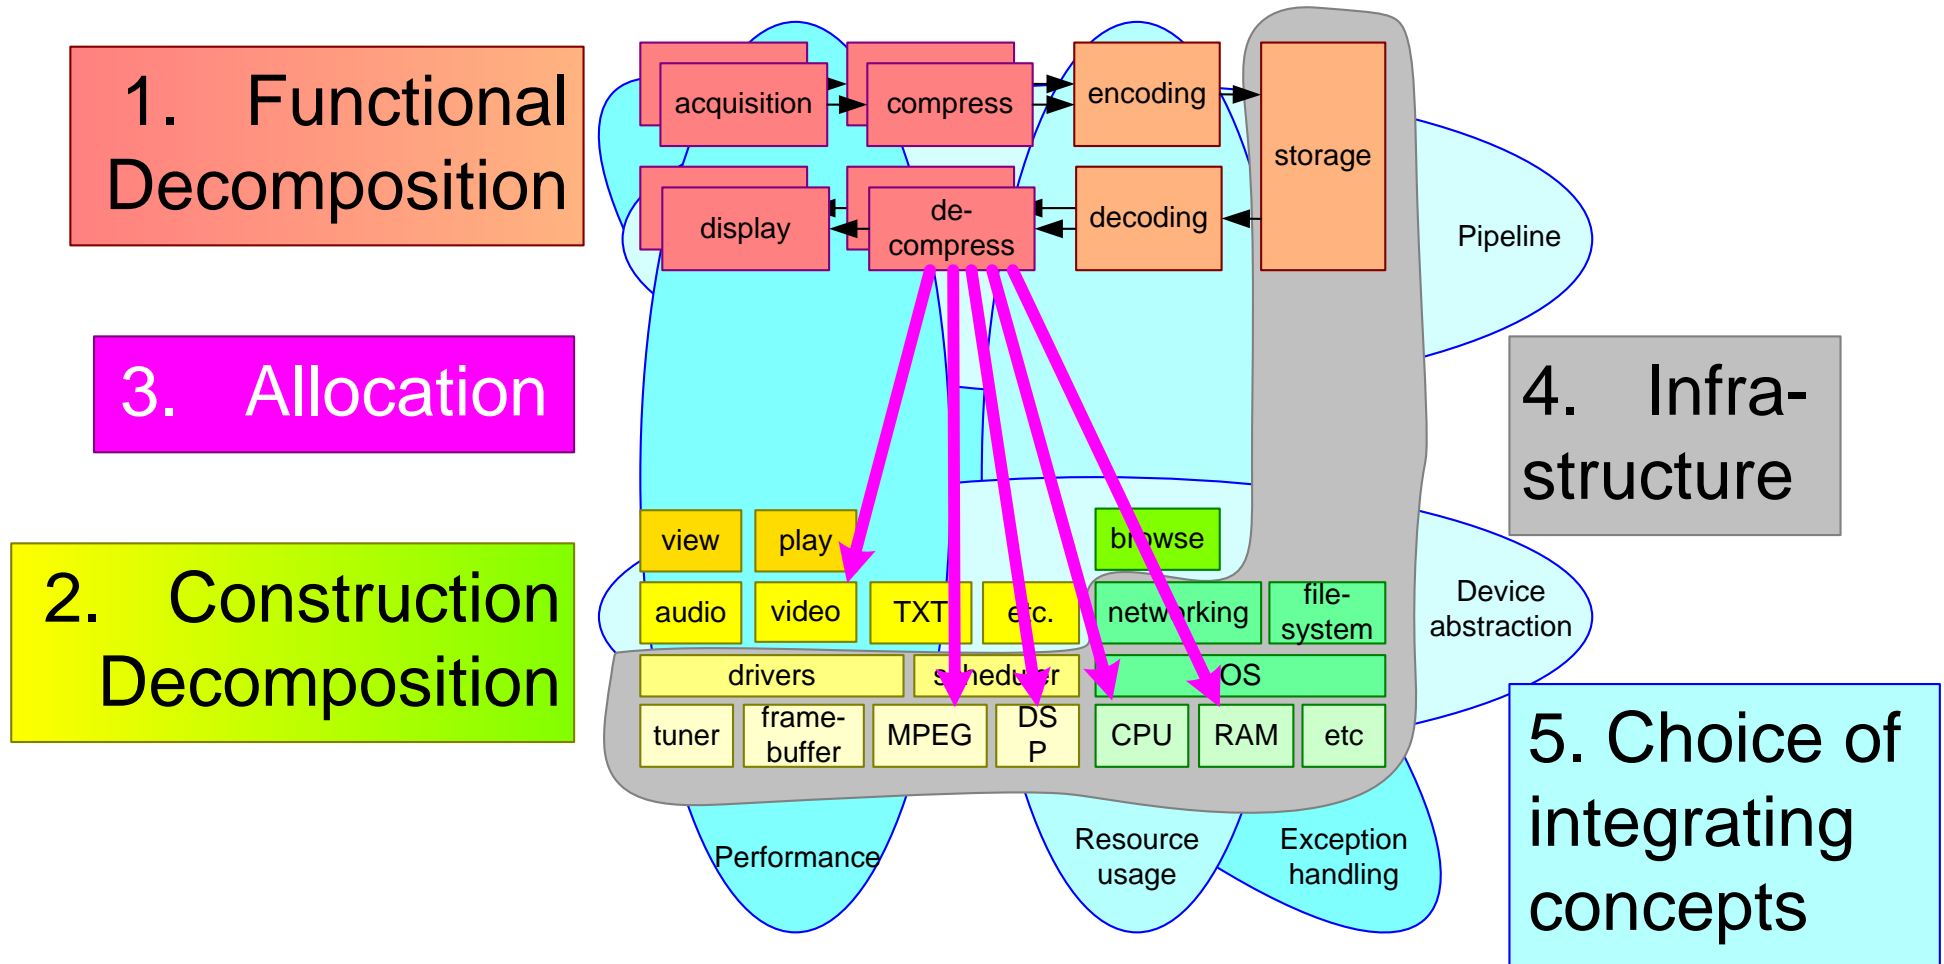 1. Functional
Decomposition
acquisition
compress
encoding
storage
display
de-
compress
decoding
Pipeline
3. Allocation
4. Infra-
structure
2. Construction
Decomposition
view
play
browse
audio
video
TXT
etc.
networking
file-
system
Device
abstraction
drivers
scheduler
OS
tuner
frame-
buffer
MPEG
DS
P
CPU
RAM
etc
5. Choice of
integrating
concepts
Performance
Resource
usage
Exception
handling